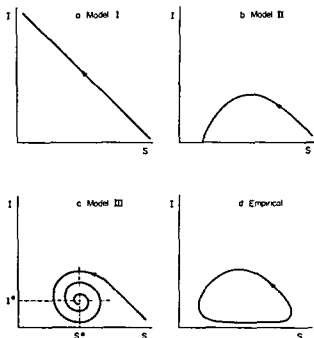 I
a Model I
S
I
b Model II
S
I
c Model III
I*
S*
S
I
d Empirical
S